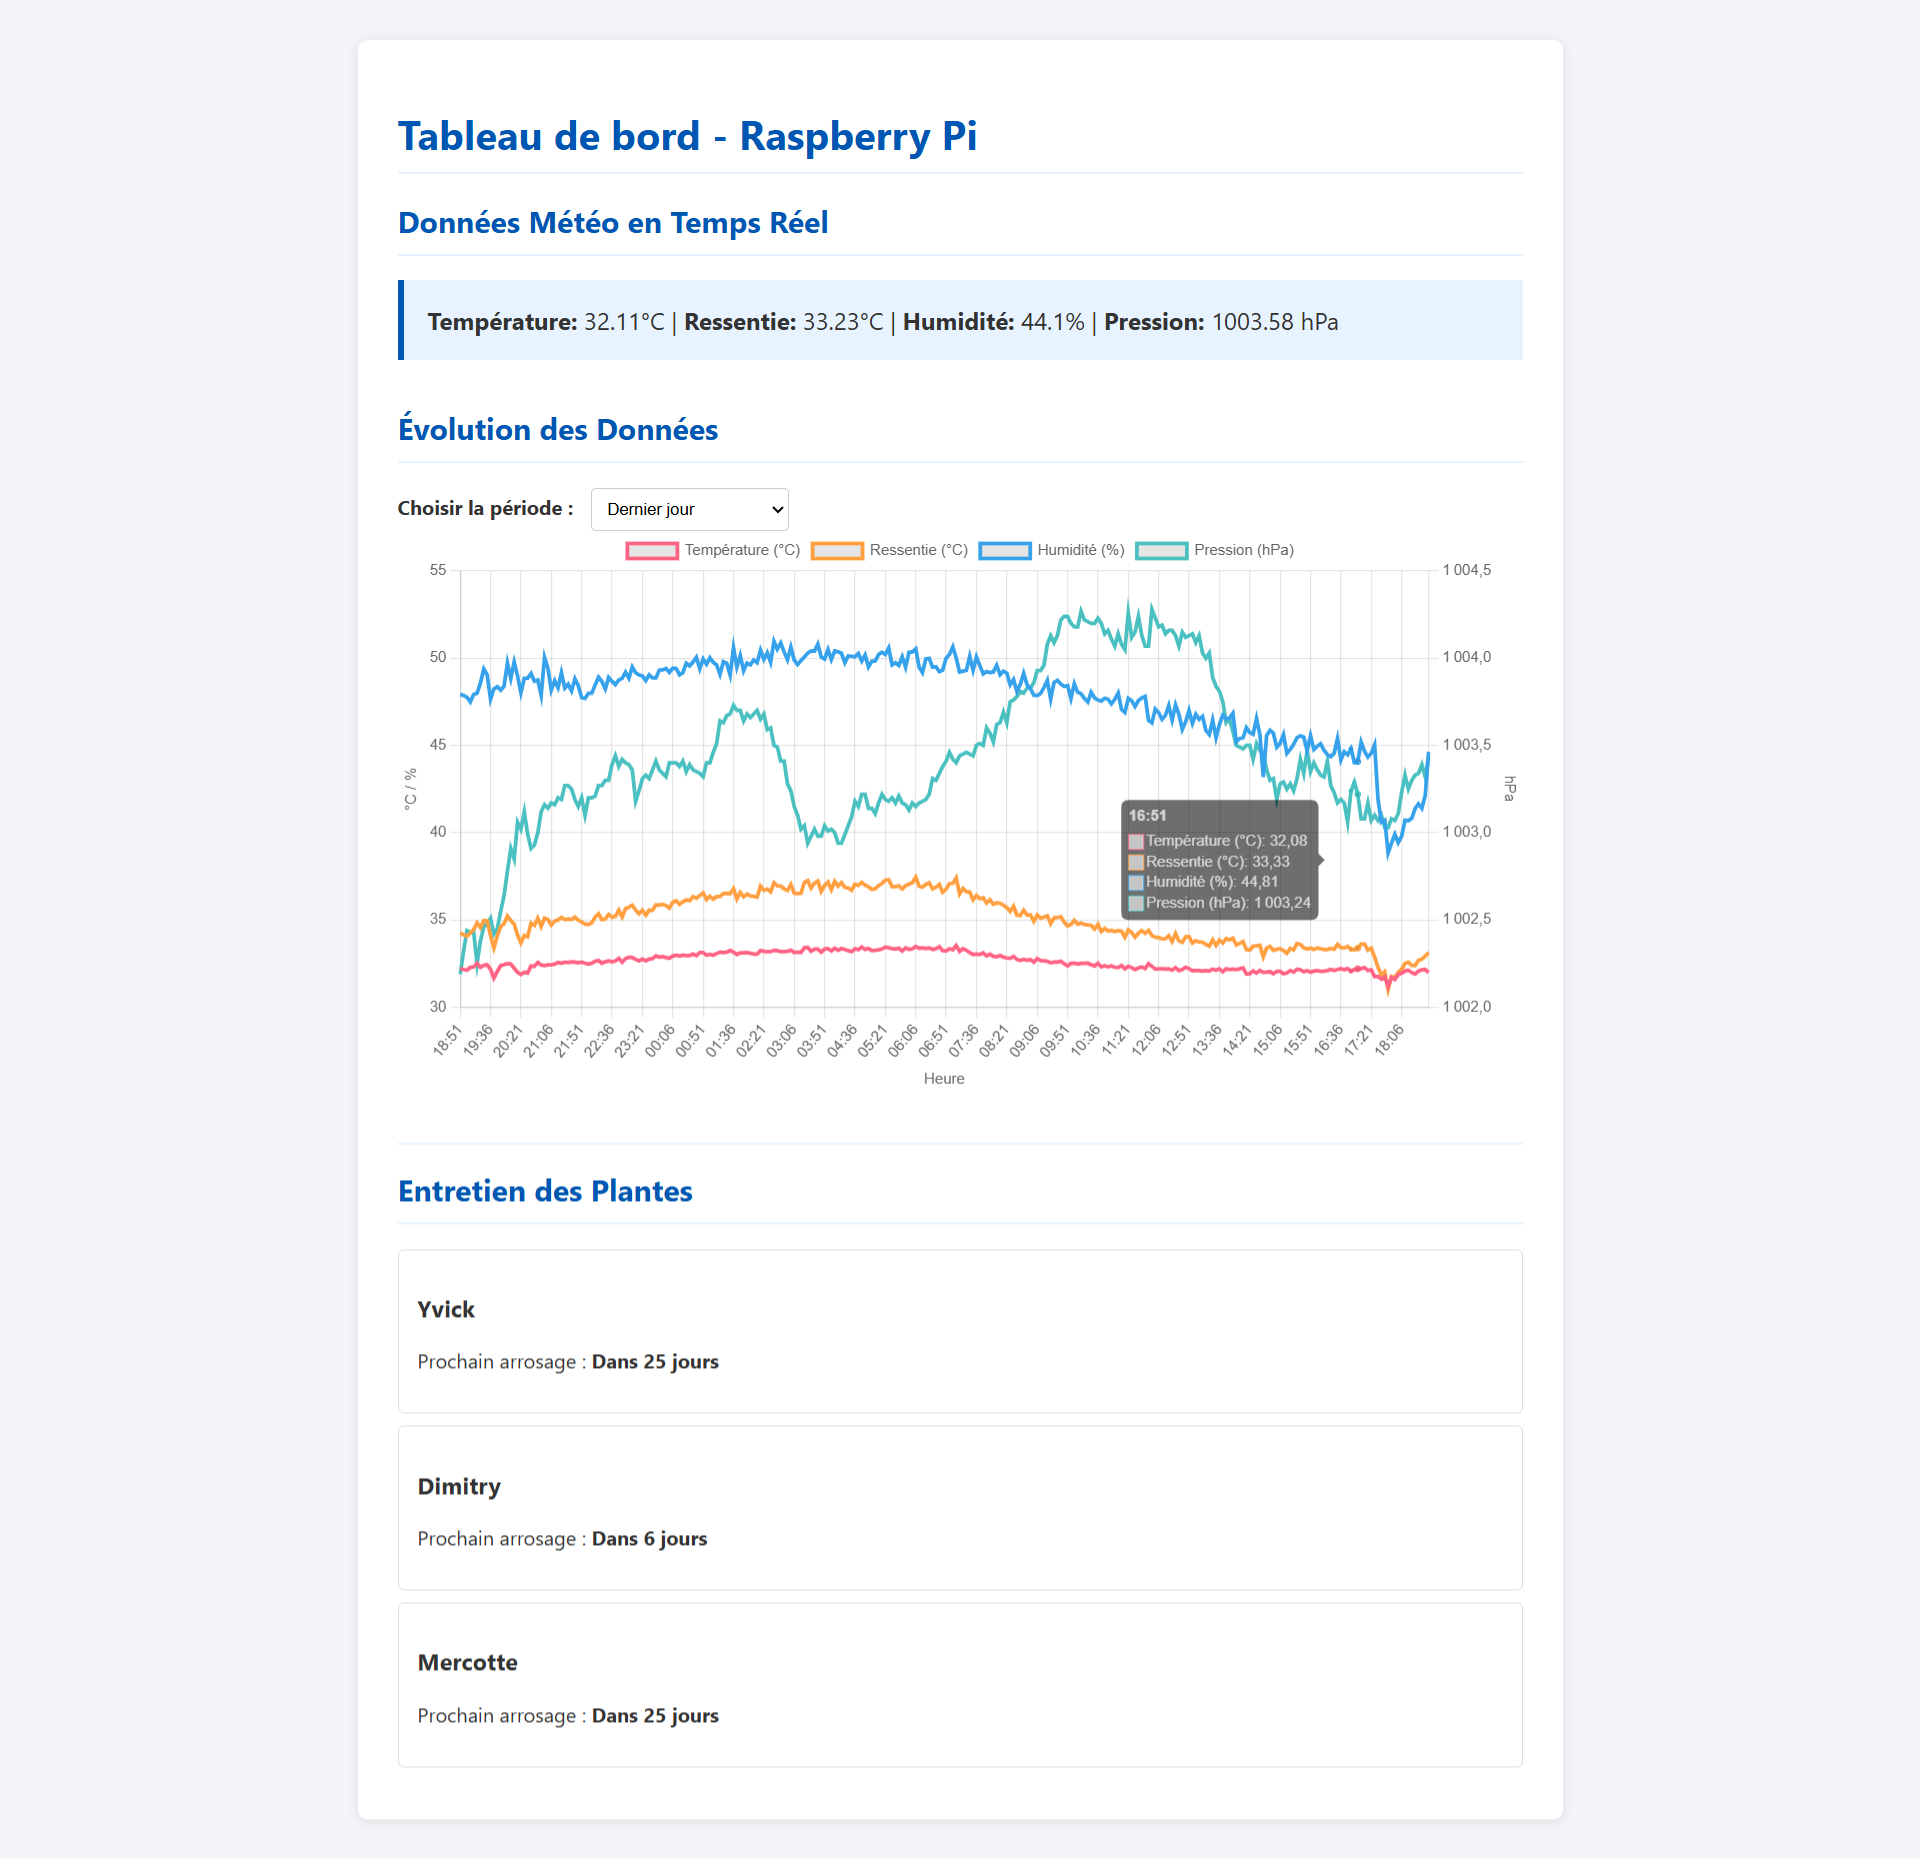 Tableau de bord - Raspberry Pi
Données Météo en Temps Réel
Température: 32.11°C | Ressentie: 33.23°C | Humidité: 44.1% | Pression: 1003.58 hPa
Évolution des Données
Choisir la période : Dernier jour
Température (°C) Ressentie (°C) Humidité (%) Pression (hPa)
55
50
45
40
35
30
°C / %
1 004,5
1 004,0
1 003,5
1 003,0
1 002,5
1 002,0
hPa
16:51
Température (°C): 32,08
Ressentie (°C): 33,33
Humidité (%): 44,81
Pression (hPa): 1 003,24
18:51 19:36 20:21 21:06 21:51 22:36 23:21 00:06 00:51 01:36 02:21 03:06 03:51 04:36 05:21 06:06 06:51 07:36 08:21 09:06 09:51 10:36 11:21 12:06 12:51 13:36 14:21 15:06 15:51 16:36 17:21 18:06
Heure
Entretien des Plantes
Yvick
Prochain arrosage : Dans 25 jours
Dimitry
Prochain arrosage : Dans 6 jours
Mercotte
Prochain arrosage : Dans 25 jours